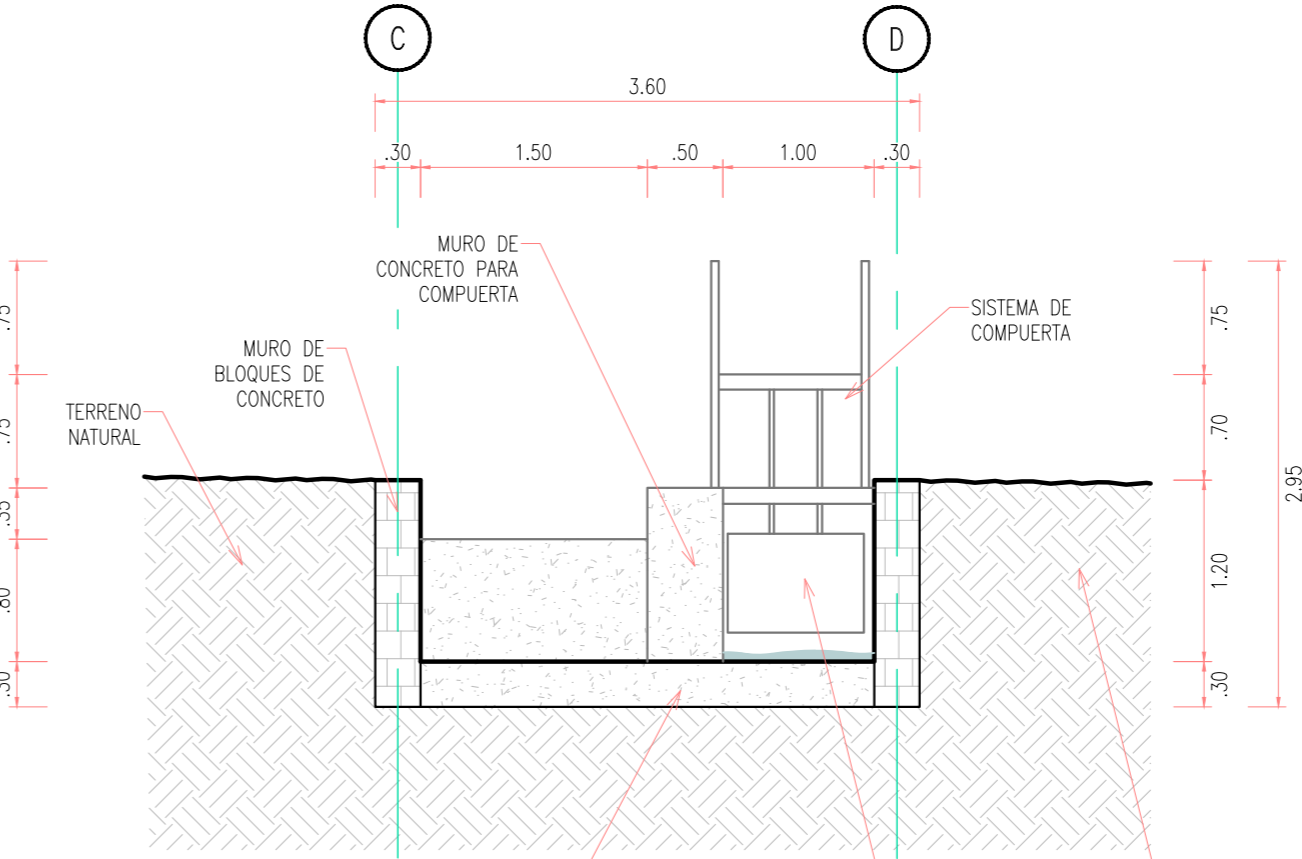 C
D
3.60
.30
1.50
.50
1.00
.30
MURO DE
CONCRETO PARA
COMPUERTA
SISTEMA DE
COMPUERTA
MURO DE
BLOQUES DE
CONCRETO
TERRENO
NATURAL
.75
.75
.35
.80
.30
.75
.70
1.20
.30
2.95